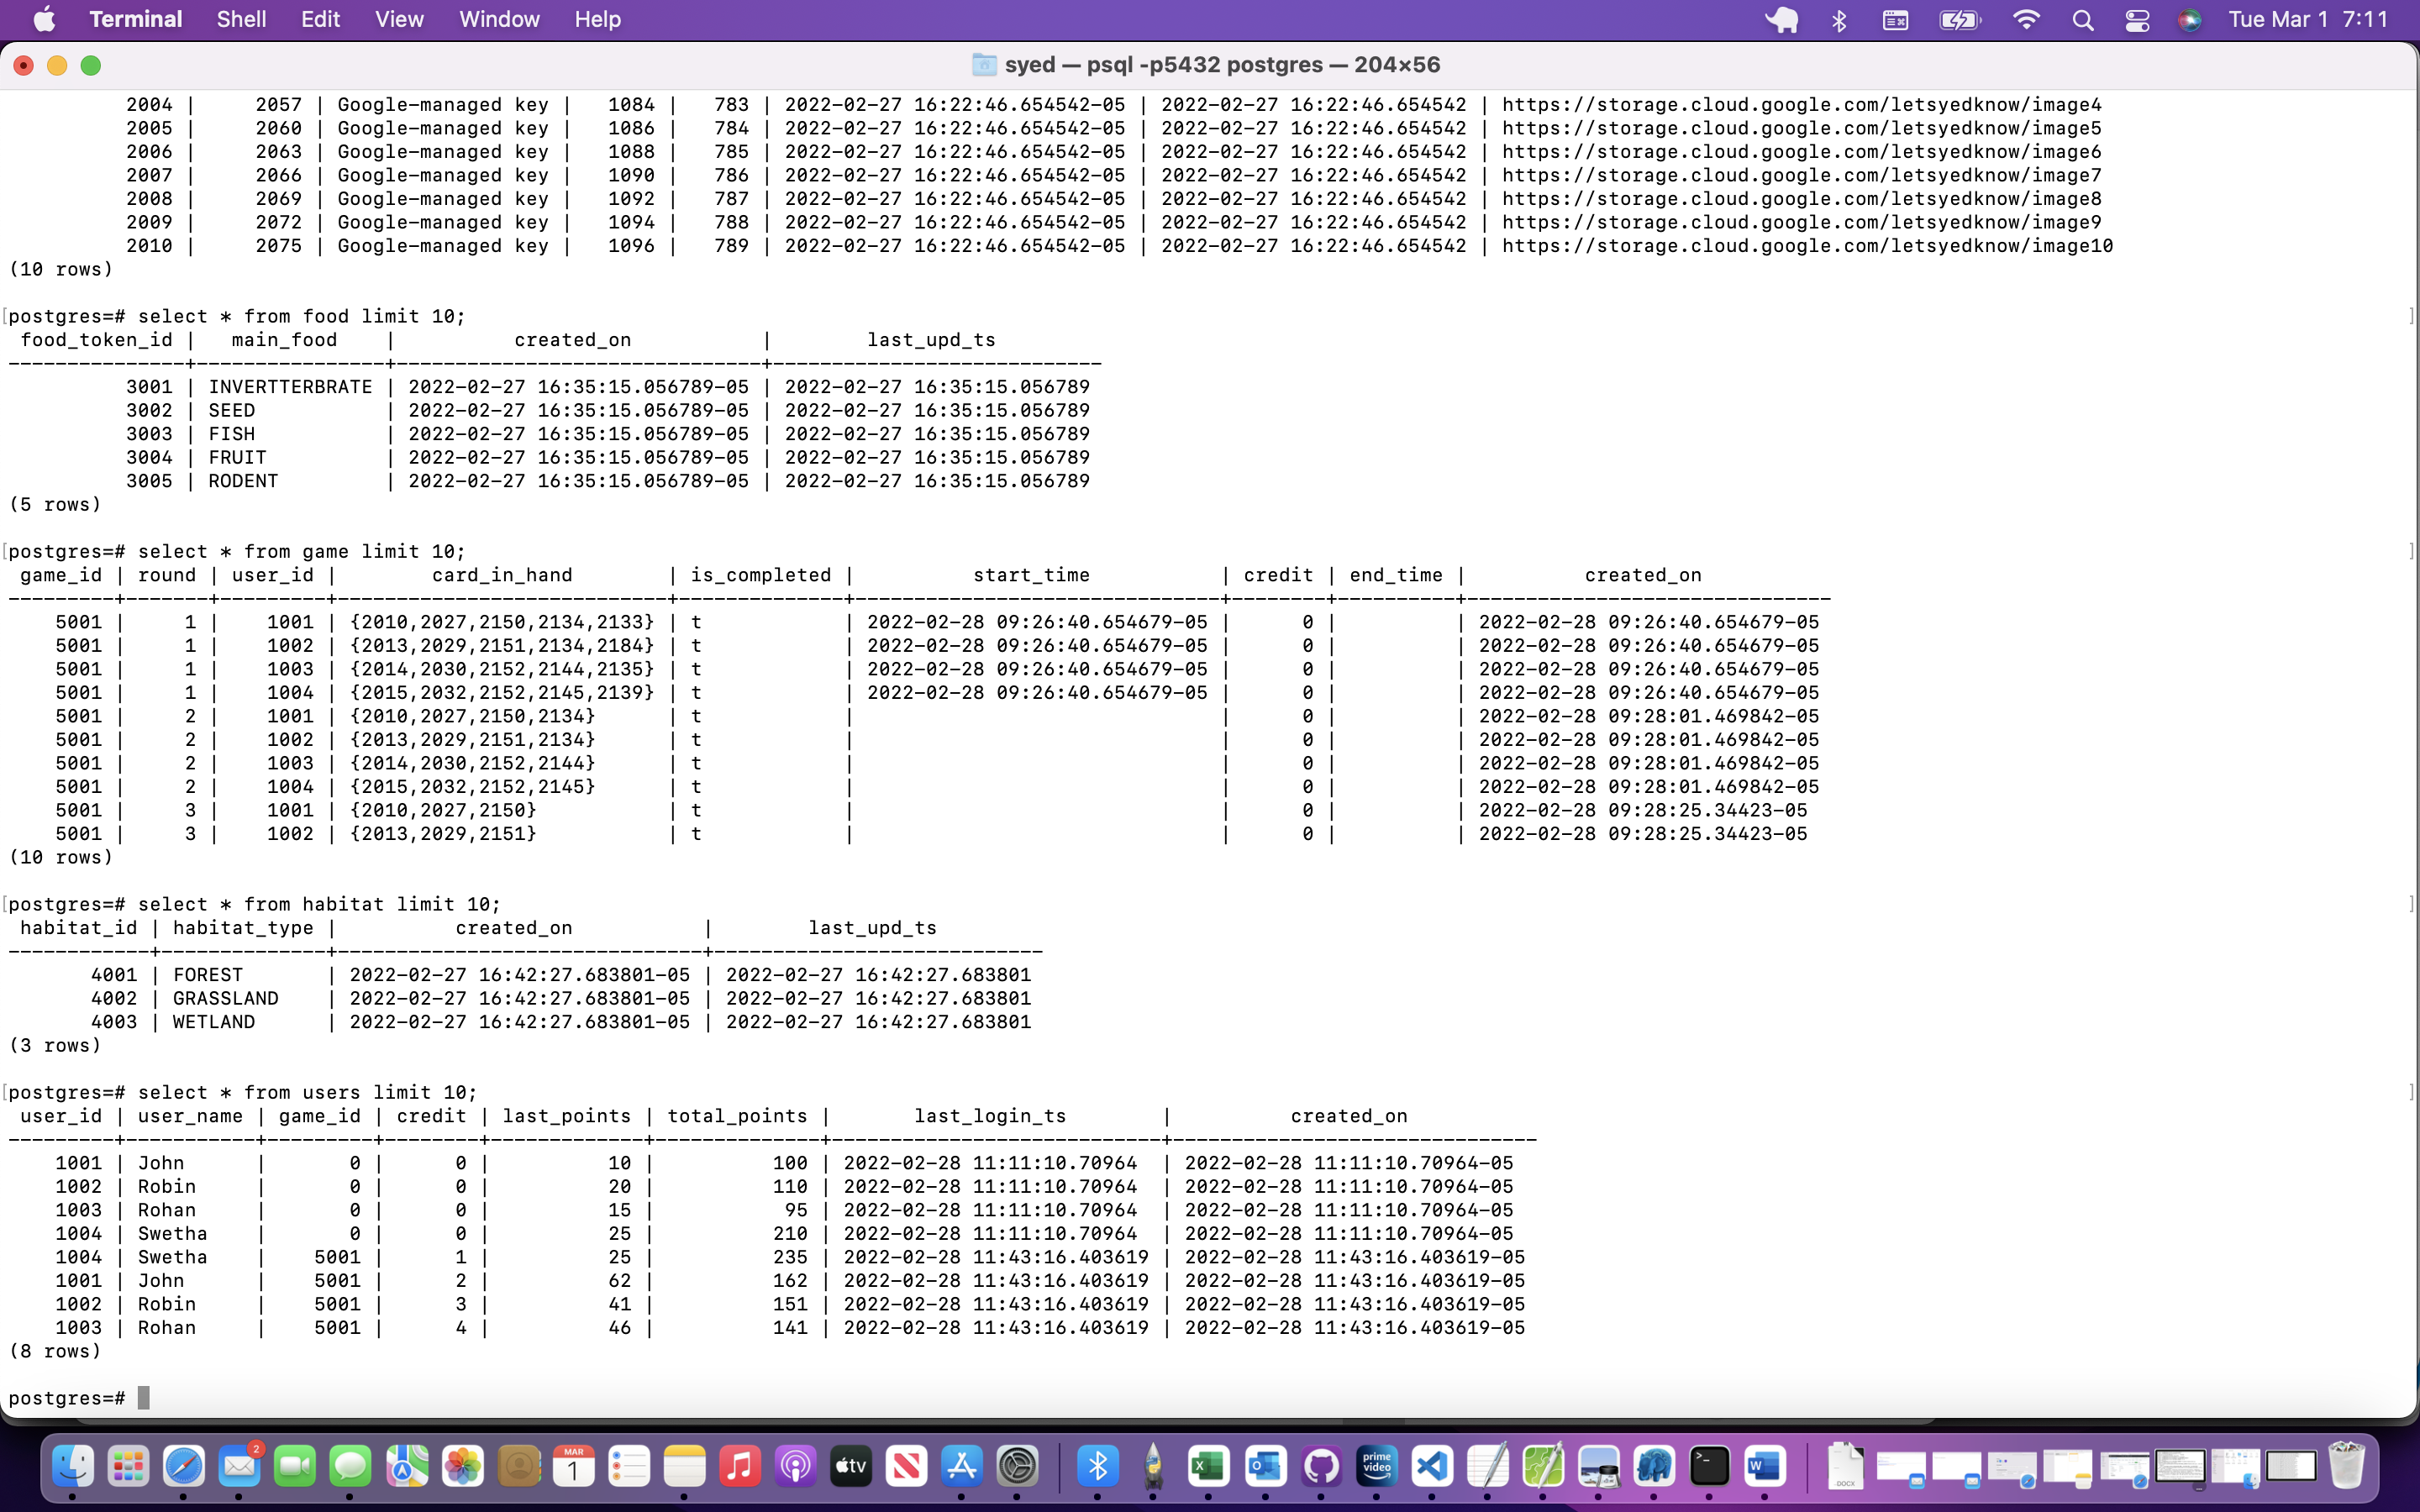 Terminal Shell Edit View Window Help Tue Mar 1 7:11
syed — psql -p5432 postgres — 204×56
2004 | 2057 | Google-managed key | 1084 | 783 | 2022-02-27 16:22:46.654542-05 | 2022-02-27 16:22:46.654542 | https://storage.cloud.google.com/letsyedknow/image4
2005 | 2060 | Google-managed key | 1086 | 784 | 2022-02-27 16:22:46.654542-05 | 2022-02-27 16:22:46.654542 | https://storage.cloud.google.com/letsyedknow/image5
2006 | 2063 | Google-managed key | 1088 | 785 | 2022-02-27 16:22:46.654542-05 | 2022-02-27 16:22:46.654542 | https://storage.cloud.google.com/letsyedknow/image6
2007 | 2066 | Google-managed key | 1090 | 786 | 2022-02-27 16:22:46.654542-05 | 2022-02-27 16:22:46.654542 | https://storage.cloud.google.com/letsyedknow/image7
2008 | 2069 | Google-managed key | 1092 | 787 | 2022-02-27 16:22:46.654542-05 | 2022-02-27 16:22:46.654542 | https://storage.cloud.google.com/letsyedknow/image8
2009 | 2072 | Google-managed key | 1094 | 788 | 2022-02-27 16:22:46.654542-05 | 2022-02-27 16:22:46.654542 | https://storage.cloud.google.com/letsyedknow/image9
2010 | 2075 | Google-managed key | 1096 | 789 | 2022-02-27 16:22:46.654542-05 | 2022-02-27 16:22:46.654542 | https://storage.cloud.google.com/letsyedknow/image10
(10 rows)
[postgres=# select * from food limit 10; ]
food_token_id | main_food | created_on | last_upd_ts
3001 | INVERTTERBRATE | 2022-02-27 16:35:15.056789-05 | 2022-02-27 16:35:15.056789
3002 | SEED | 2022-02-27 16:35:15.056789-05 | 2022-02-27 16:35:15.056789
3003 | FISH | 2022-02-27 16:35:15.056789-05 | 2022-02-27 16:35:15.056789
3004 | FRUIT | 2022-02-27 16:35:15.056789-05 | 2022-02-27 16:35:15.056789
3005 | RODENT | 2022-02-27 16:35:15.056789-05 | 2022-02-27 16:35:15.056789
(5 rows)
[postgres=# select * from game limit 10; ]
game_id | round | user_id | card_in_hand | is_completed | start_time | credit | end_time | created_on
5001 | 1 | 1001 | {2010,2027,2150,2134,2133} | t | 2022-02-28 09:26:40.654679-05 | 0 | | 2022-02-28 09:26:40.654679-05
5001 | 1 | 1002 | {2013,2029,2151,2134,2184} | t | 2022-02-28 09:26:40.654679-05 | 0 | | 2022-02-28 09:26:40.654679-05
5001 | 1 | 1003 | {2014,2030,2152,2144,2135} | t | 2022-02-28 09:26:40.654679-05 | 0 | | 2022-02-28 09:26:40.654679-05
5001 | 1 | 1004 | {2015,2032,2152,2145,2139} | t | 2022-02-28 09:26:40.654679-05 | 0 | | 2022-02-28 09:26:40.654679-05
5001 | 2 | 1001 | {2010,2027,2150,2134} | t | | 0 | | 2022-02-28 09:28:01.469842-05
5001 | 2 | 1002 | {2013,2029,2151,2134} | t | | 0 | | 2022-02-28 09:28:01.469842-05
5001 | 2 | 1003 | {2014,2030,2152,2144} | t | | 0 | | 2022-02-28 09:28:01.469842-05
5001 | 2 | 1004 | {2015,2032,2152,2145} | t | | 0 | | 2022-02-28 09:28:01.469842-05
5001 | 3 | 1001 | {2010,2027,2150} | t | | 0 | | 2022-02-28 09:28:25.34423-05
5001 | 3 | 1002 | {2013,2029,2151} | t | | 0 | | 2022-02-28 09:28:25.34423-05
(10 rows)
[postgres=# select * from habitat limit 10; ]
habitat_id | habitat_type | created_on | last_upd_ts
4001 | FOREST | 2022-02-27 16:42:27.683801-05 | 2022-02-27 16:42:27.683801
4002 | GRASSLAND | 2022-02-27 16:42:27.683801-05 | 2022-02-27 16:42:27.683801
4003 | WETLAND | 2022-02-27 16:42:27.683801-05 | 2022-02-27 16:42:27.683801
(3 rows)
[postgres=# select * from users limit 10; ]
user_id | user_name | game_id | credit | last_points | total_points | last_login_ts | created_on
1001 | John | 0 | 0 | 10 | 100 | 2022-02-28 11:11:10.70964 | 2022-02-28 11:11:10.70964-05
1002 | Robin | 0 | 0 | 20 | 110 | 2022-02-28 11:11:10.70964 | 2022-02-28 11:11:10.70964-05
1003 | Rohan | 0 | 0 | 15 | 95 | 2022-02-28 11:11:10.70964 | 2022-02-28 11:11:10.70964-05
1004 | Swetha | 0 | 0 | 25 | 210 | 2022-02-28 11:11:10.70964 | 2022-02-28 11:11:10.70964-05
1004 | Swetha | 5001 | 1 | 25 | 235 | 2022-02-28 11:43:16.403619 | 2022-02-28 11:43:16.403619-05
1001 | John | 5001 | 2 | 62 | 162 | 2022-02-28 11:43:16.403619 | 2022-02-28 11:43:16.403619-05
1002 | Robin | 5001 | 3 | 41 | 151 | 2022-02-28 11:43:16.403619 | 2022-02-28 11:43:16.403619-05
1003 | Rohan | 5001 | 4 | 46 | 141 | 2022-02-28 11:43:16.403619 | 2022-02-28 11:43:16.403619-05
(8 rows)
postgres=#
2
MAR
1
tv
prime video
DOCX